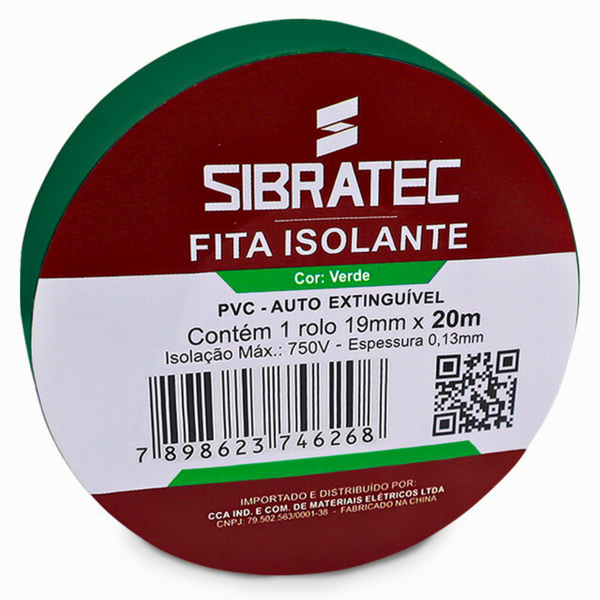 SIBRATEC
FITA ISOLANTE
Cor: Verde
PVC - AUTO EXTINGUÍVEL
Contém 1 rolo 19mm x 20m
Isolação Máx.: 750V - Espessura 0,13mm
7 898623 746268
IMPORTADO E DISTRIBUÍDO POR:
CCA IND. E COM. DE MATERIAIS ELÉTRICOS LTDA
CNPJ: 79.502.563/0001-38 - FABRICADO NA CHINA